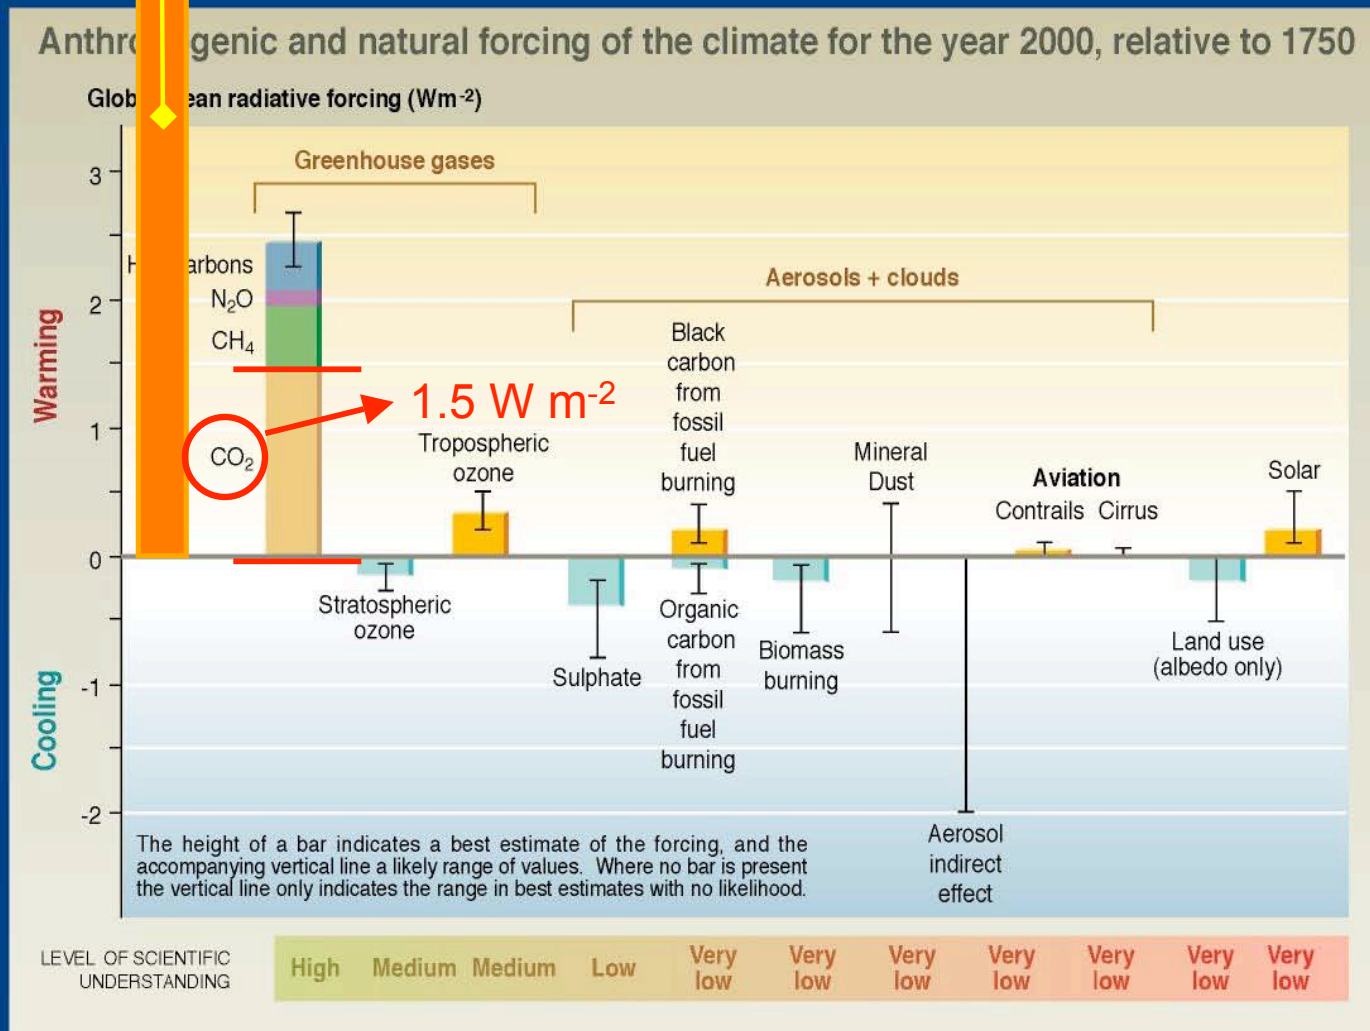 Anthro genic and natural forcing of the climate for the year 2000, relative to 1750
Glob ean radiative forcing (Wm-2)
Greenhouse gases
3
H arbons
N₂O
2
CH₄
Aerosols + clouds
Warming
1.5 W m-2
1
CO₂
Tropospheric
ozone
Black
carbon
from
fossil
fuel
burning
Mineral
Dust
Aviation
Contrails Cirrus
Solar
0
Stratospheric
ozone
Sulphate
Organic
carbon
from
fossil
fuel
burning
Biomass
burning
Land use
(albedo only)
Cooling
-1
-2
Aerosol
indirect
effect
The height of a bar indicates a best estimate of the forcing, and the
accompanying vertical line a likely range of values. Where no bar is present
the vertical line only indicates the range in best estimates with no likelihood.
LEVEL OF SCIENTIFIC
UNDERSTANDING
High
Medium
Medium
Low
Very
low
Very
low
Very
low
Very
low
Very
low
Very
low
Very
low